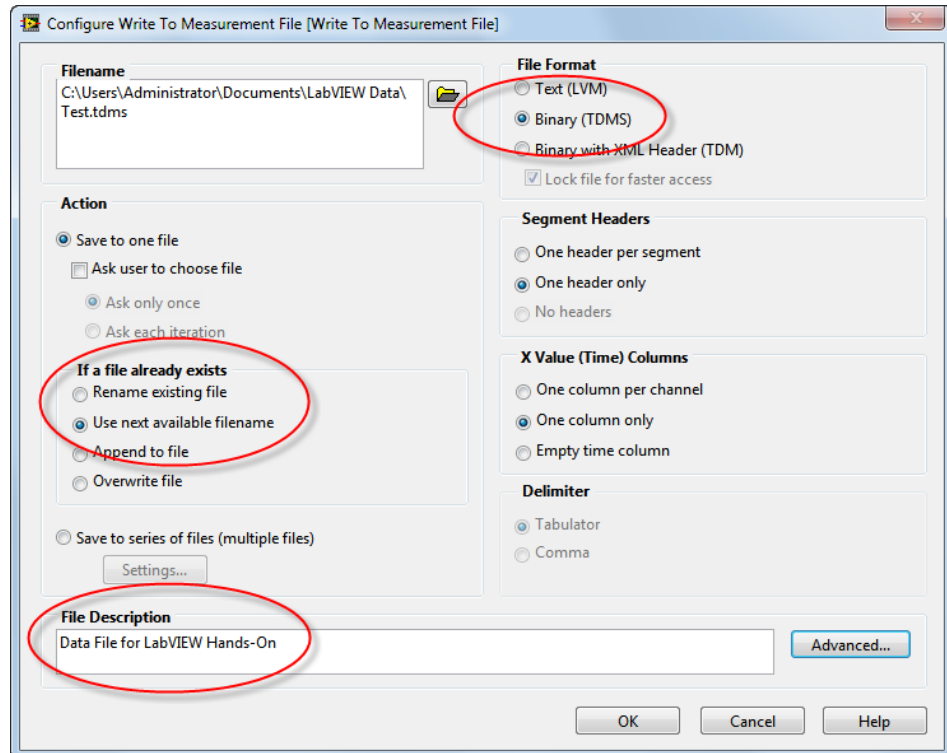 Configure Write To Measurement File [Write To Measurement File]
Filename
C:\Users\Administrator\Documents\LabVIEW Data\
Test.tdms
Action
Save to one file
Ask user to choose file
Ask only once
Ask each iteration
If a file already exists
Rename existing file
Use next available filename
Append to file
Overwrite file
Save to series of files (multiple files)
Settings...
File Format
Text (LVM)
Binary (TDMS)
Binary with XML Header (TDM)
Lock file for faster access
Segment Headers
One header per segment
One header only
No headers
X Value (Time) Columns
One column per channel
One column only
Empty time column
Delimiter
Tabulator
Comma
File Description
Data File for LabVIEW Hands-On
Advanced...
OK Cancel Help